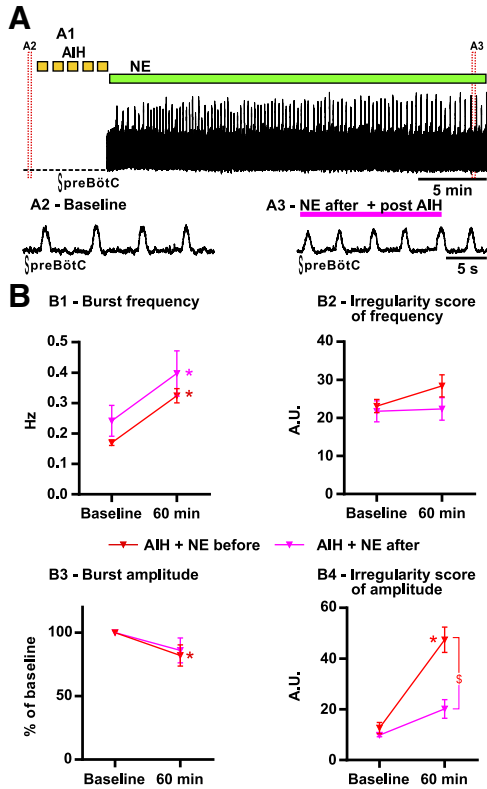 A
A2
A1
AIH
NE
A3
∫preBötC
5 min
A2 - Baseline
A3 - NE after + post AIH
∫preBötC
∫preBötC
5 s
B
B1 - Burst frequency
0.5
0.4
0.3
0.2
0.1
0.0
Hz
*
*
Baseline
60 min
B2 - Irregularity score
of frequency
40
30
20
10
0
A.U.
Baseline
60 min
AIH + NE before
AIH + NE after
B3 - Burst amplitude
100
50
0
% of baseline
*
Baseline
60 min
B4 - Irregularity score
of amplitude
60
40
20
0
A.U.
*
$
Baseline
60 min